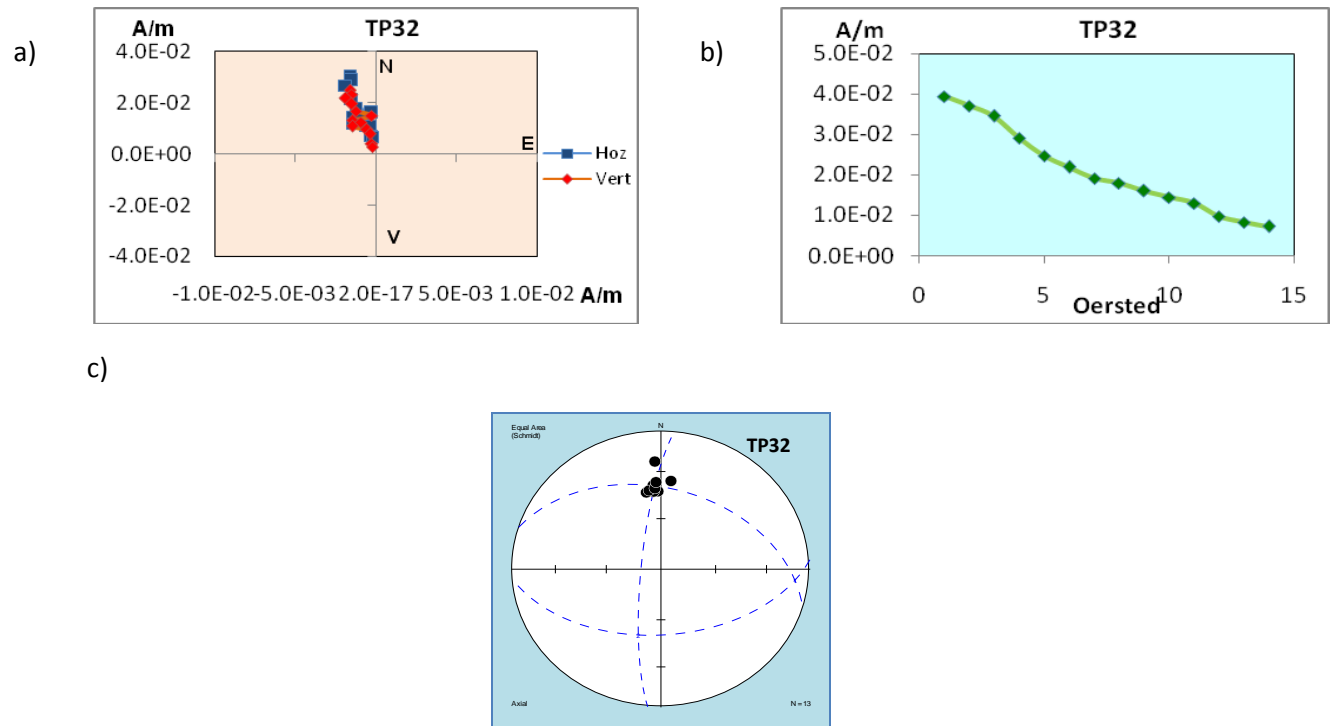 a)
A/m
TP32
4.0E-02
N
2.0E-02
0.0E+00
E
-2.0E-02
V
-4.0E-02
-1.0E-02 -5.0E-03 2.0E-17 5.0E-03 1.0E-02 A/m
Hoz
Vert
b)
A/m
TP32
5.0E-02
4.0E-02
3.0E-02
2.0E-02
1.0E-02
0.0E+00
0 5 10 15
Oersted
c)
Equal Area
(Schmidt)
N
TP32
Axial
N = 13